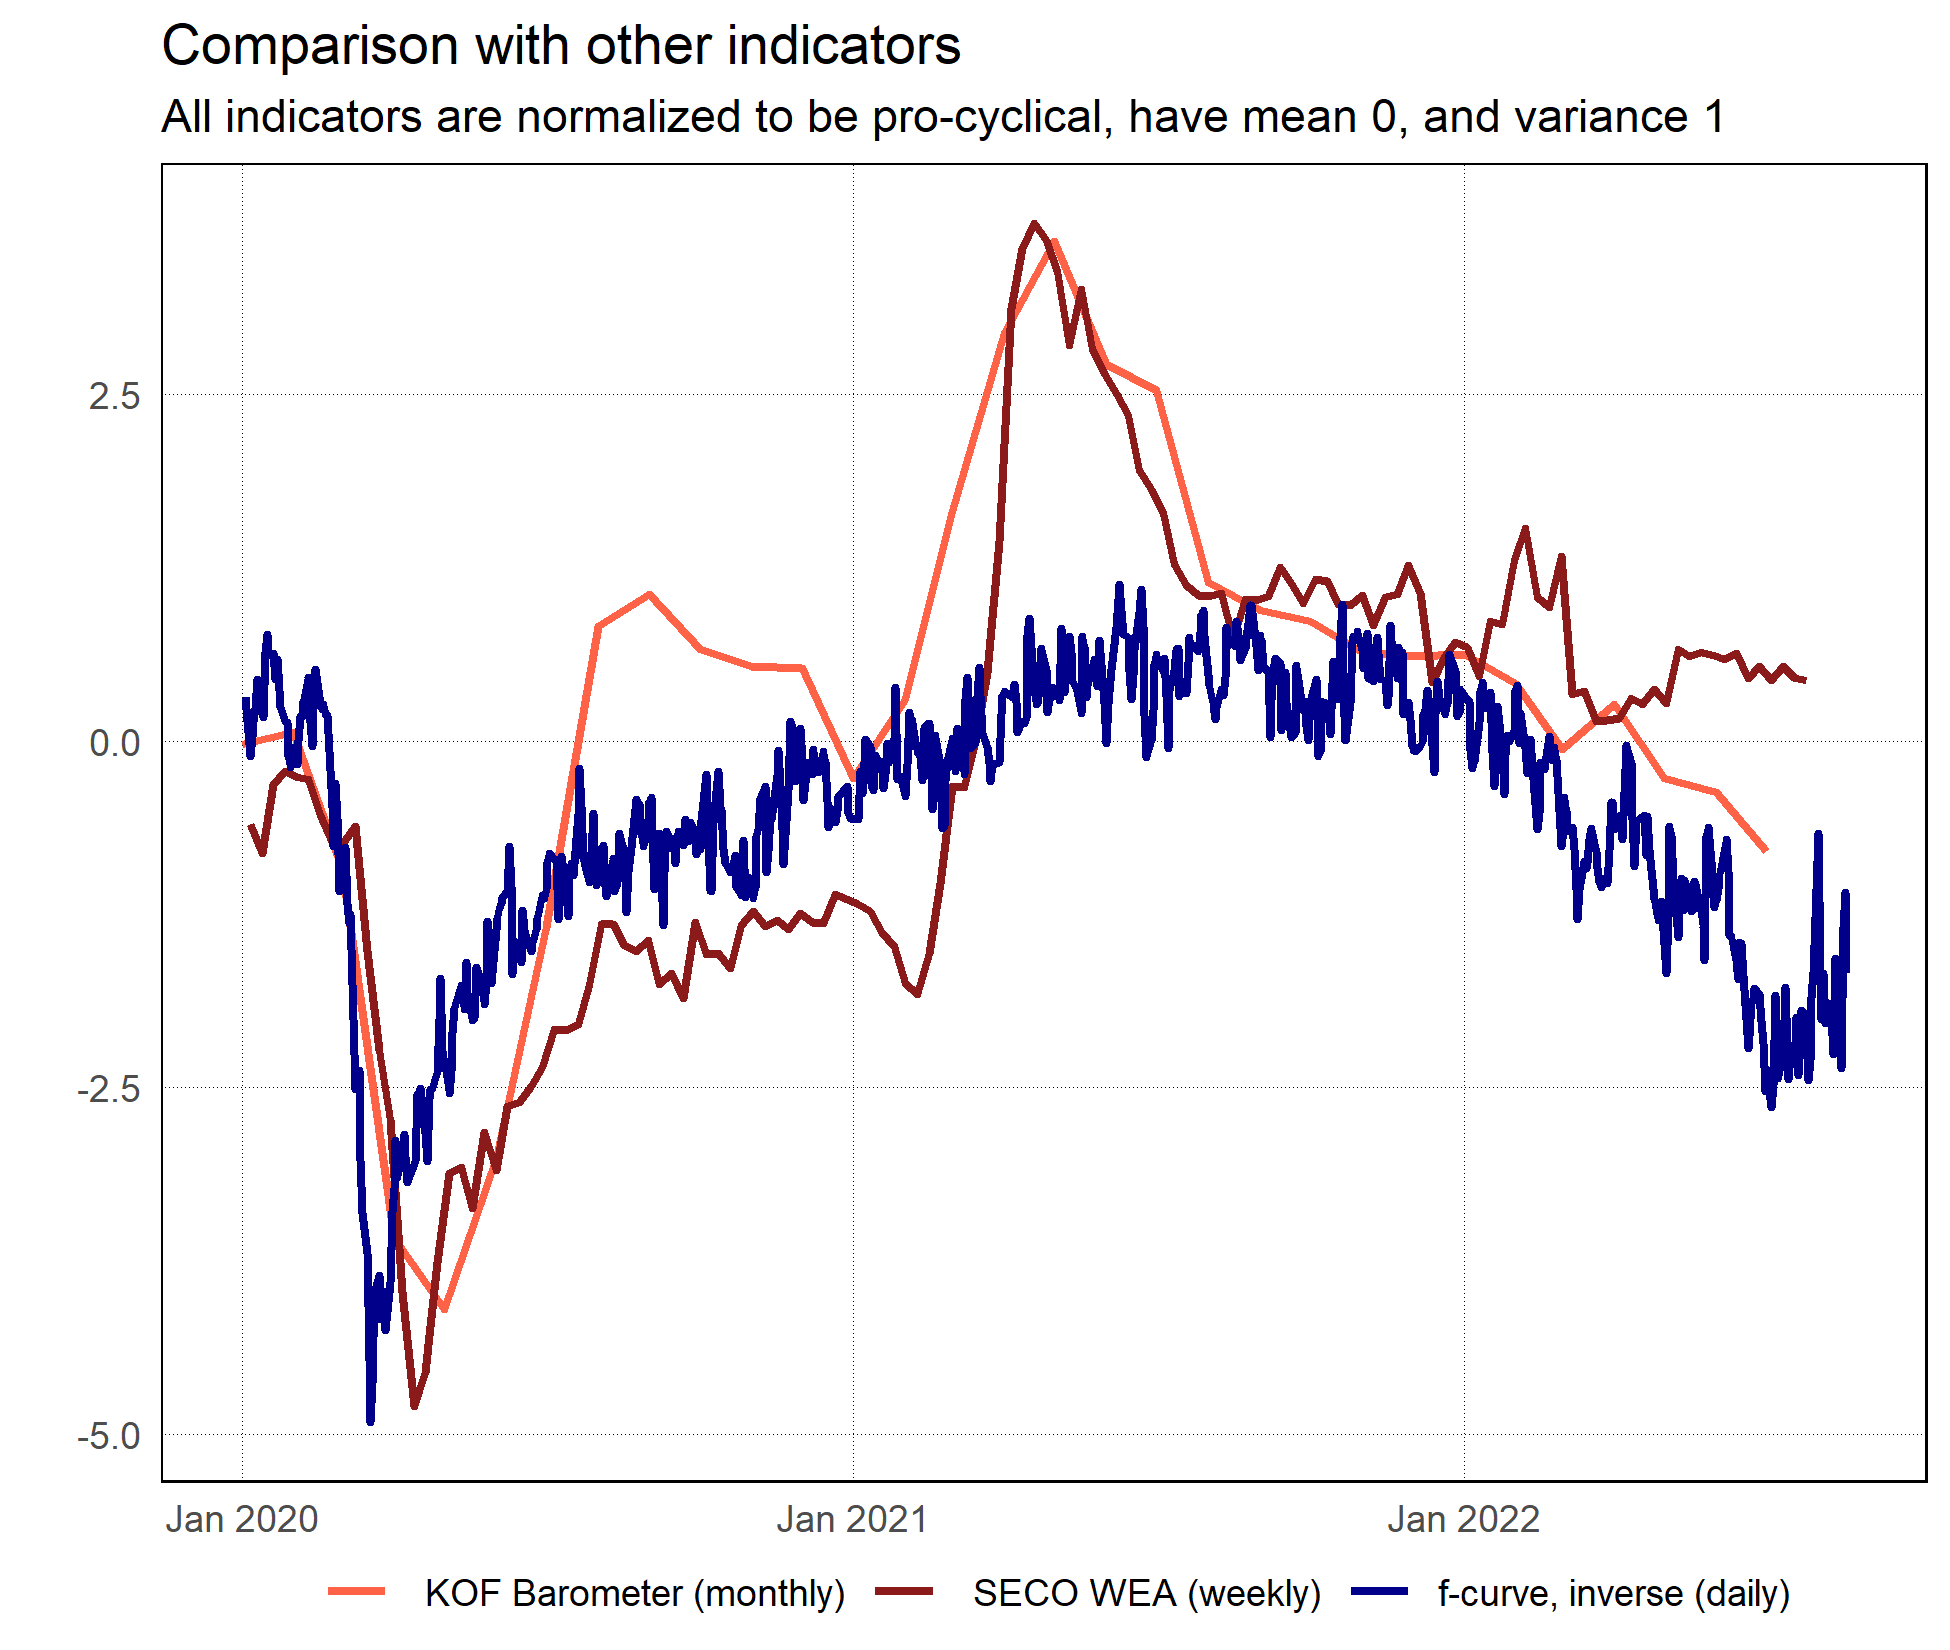 Comparison with other indicators
All indicators are normalized to be pro-cyclical, have mean 0, and variance 1
2.5
0.0
-2.5
-5.0
Jan 2020 Jan 2021 Jan 2022
KOF Barometer (monthly) SECO WEA (weekly) f-curve, inverse (daily)